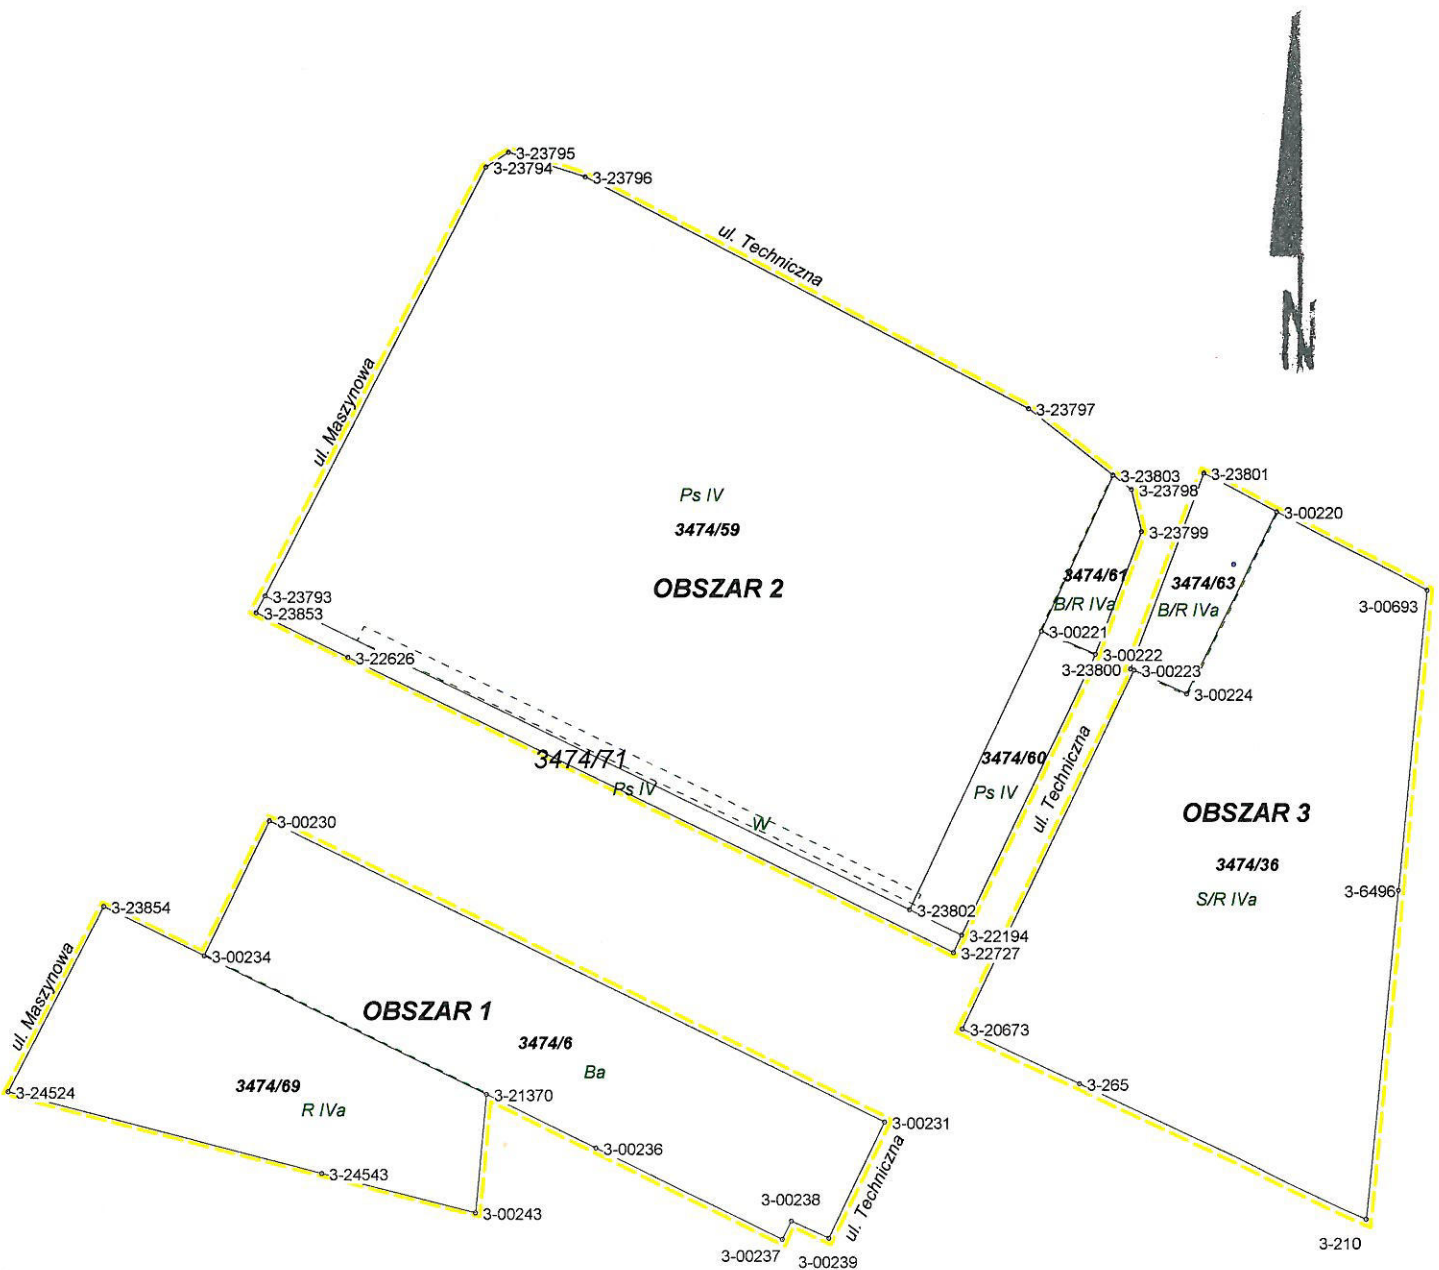 3-23795
3-23794
3-23796
ul. Techniczna
N
ul. Maszynowa
3-23797
3-23803
3-23798
3-23801
3-00220
3-23799
Ps IV
3474/59
OBSZAR 2
3474/61
B/R IVa
3474/63
B/R IVa
3-00693
3-23793
3-23853
3-00221
3-22626
3-00222
3-23800
3-00223
3-00224
3474/71
Ps IV
3474/60
Ps IV
ul. Techniczna
W
OBSZAR 3
3474/36
S/R IVa
3-6496
3-00230
3-23854
3-23802
3-22194
3-22727
3-00234
ul. Maszynowa
OBSZAR 1
3474/6
Ba
3-20673
3-265
3474/69
R IVa
3-24524
3-21370
3-00231
3-00236
ul. Techniczna
3-24543
3-00243
3-00238
3-00237
3-00239
3-210